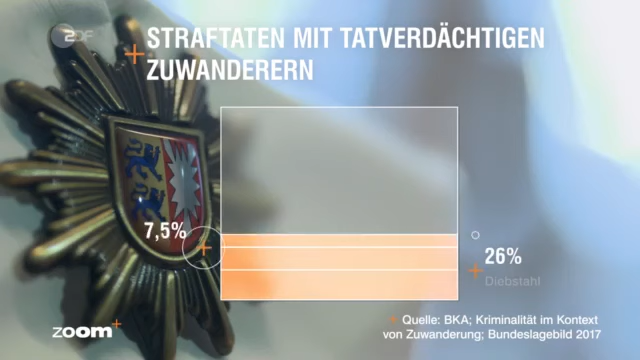 ZDF
STRAFTATEN MIT TATVERDÄCHTIGEN
ZUWANDERERN
7,5%
26%
Diebstahl
Quelle: BKA; Kriminalität im Kontext
von Zuwanderung; Bundeslagebild 2017
zoom+